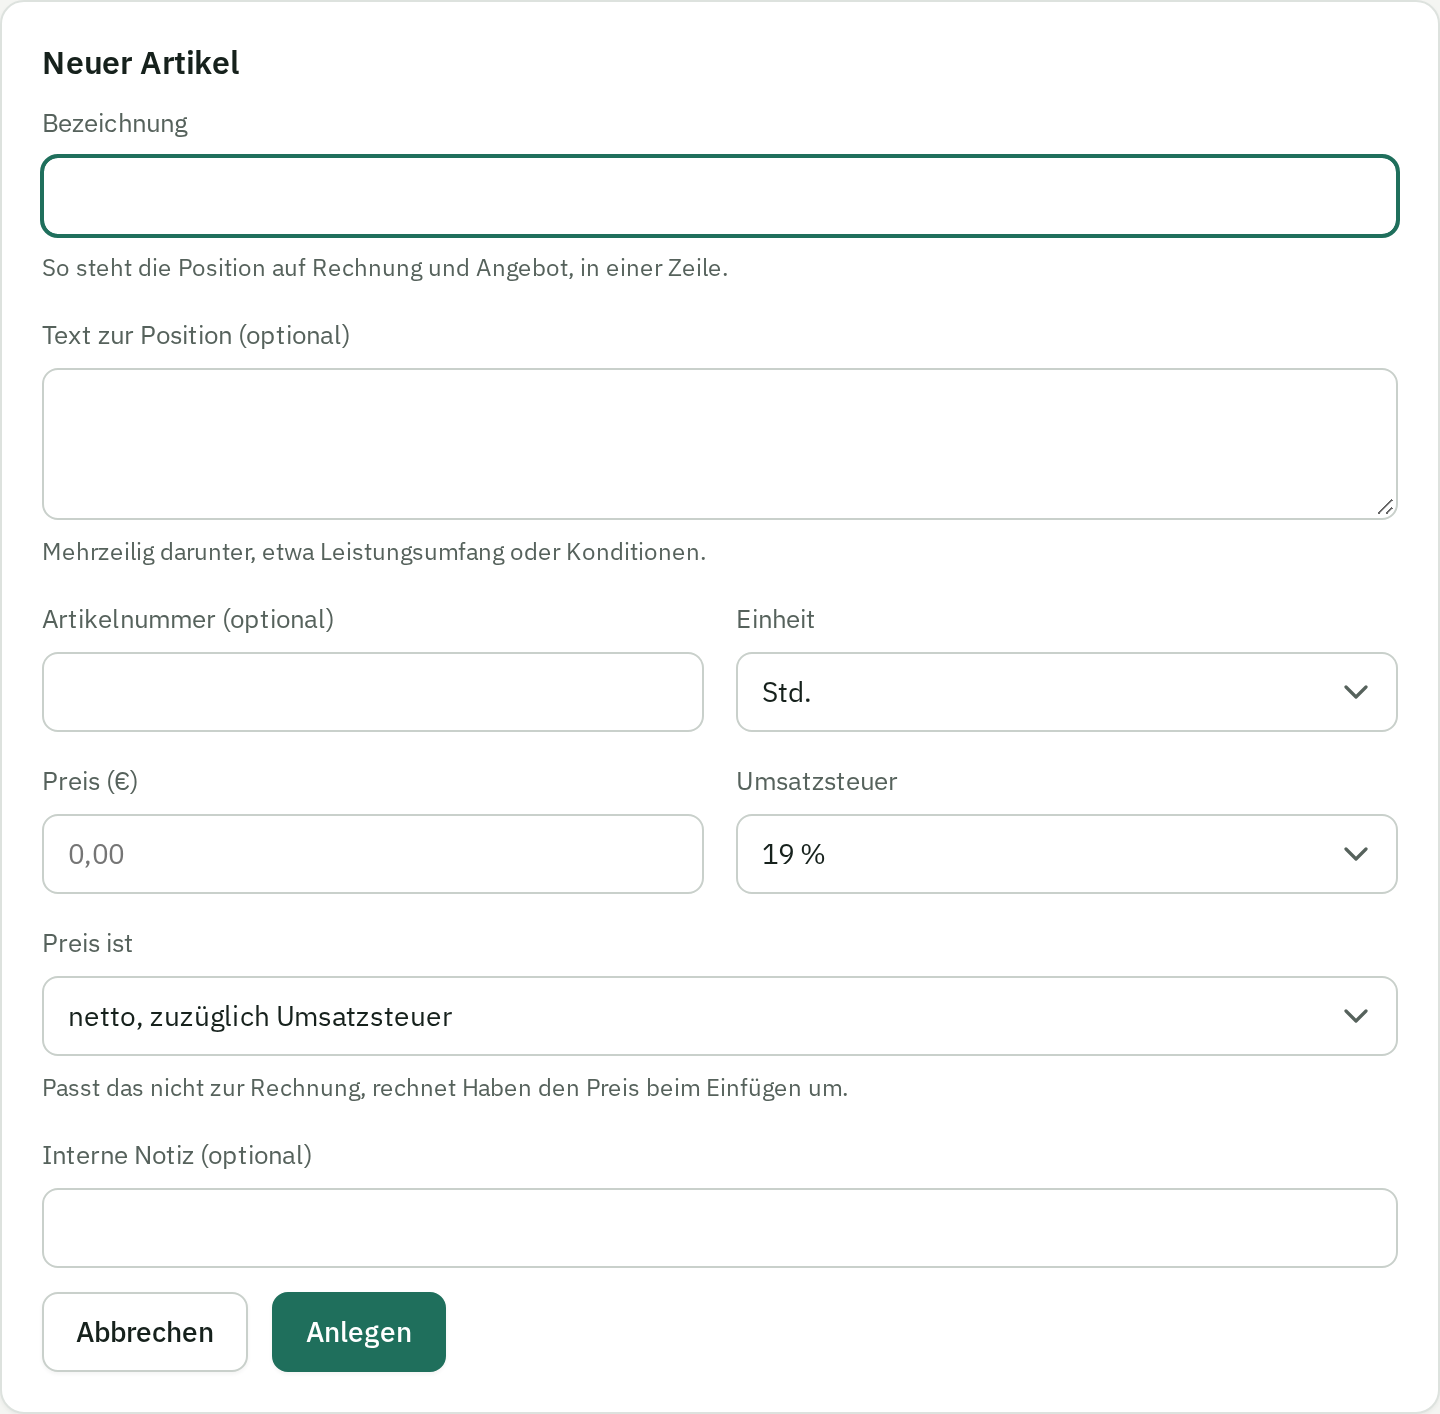 Neuer Artikel
Bezeichnung
So steht die Position auf Rechnung und Angebot, in einer Zeile.
Text zur Position (optional)
Mehrzeilig darunter, etwa Leistungsumfang oder Konditionen.
Artikelnummer (optional)
Einheit
Std.
Preis (€)
Umsatzsteuer
0,00
19 %
Preis ist
netto, zuzüglich Umsatzsteuer
Passt das nicht zur Rechnung, rechnet Haben den Preis beim Einfügen um.
Interne Notiz (optional)
Abbrechen
Anlegen